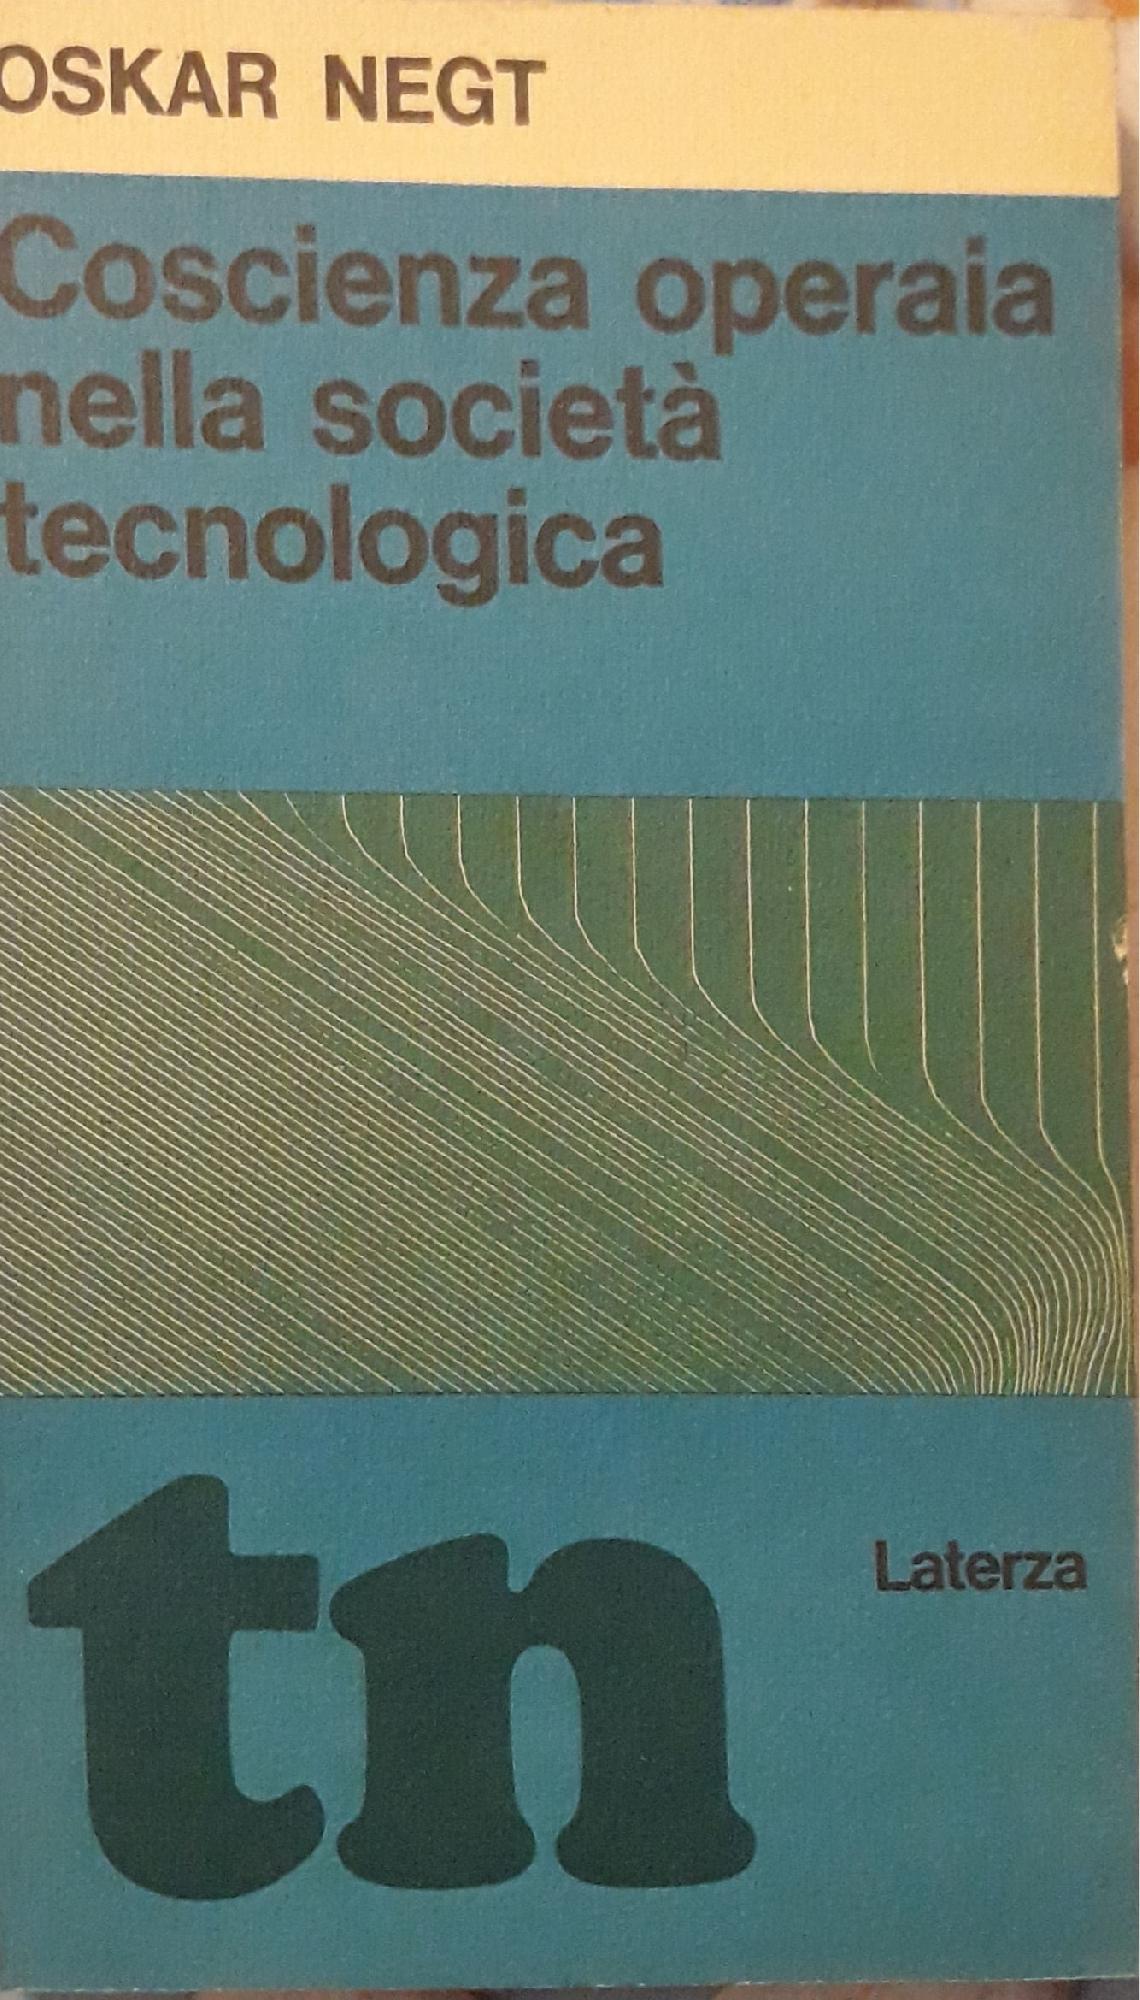 OSKAR NEGT
Coscienza operaia
nella società
tecnologica
tn
Laterza